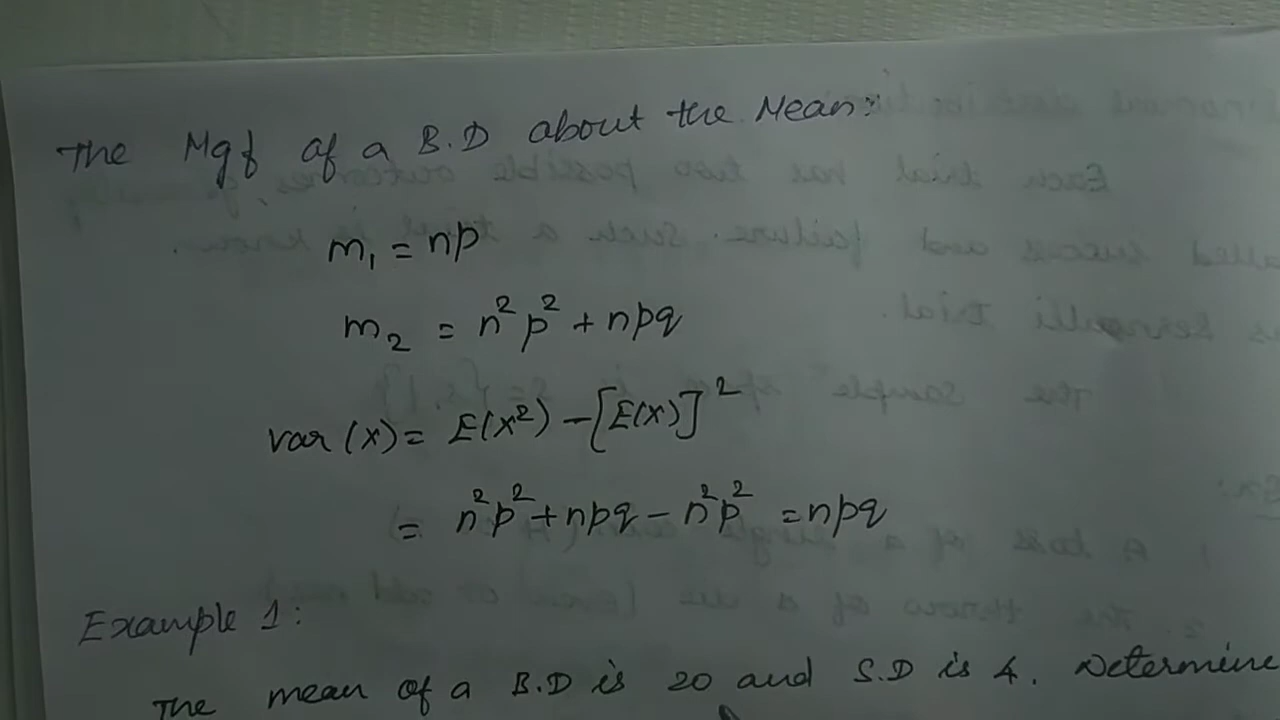 The Mgf of a B.D about the Mean:
m₁ = np
m₂ = n²p² + npq
var(x) = E(x²) - [E(x)]²
= n²p² + npq - n²p² = npq
Example 1:
The mean of a B.D is 20 and S.D is 4. Determine